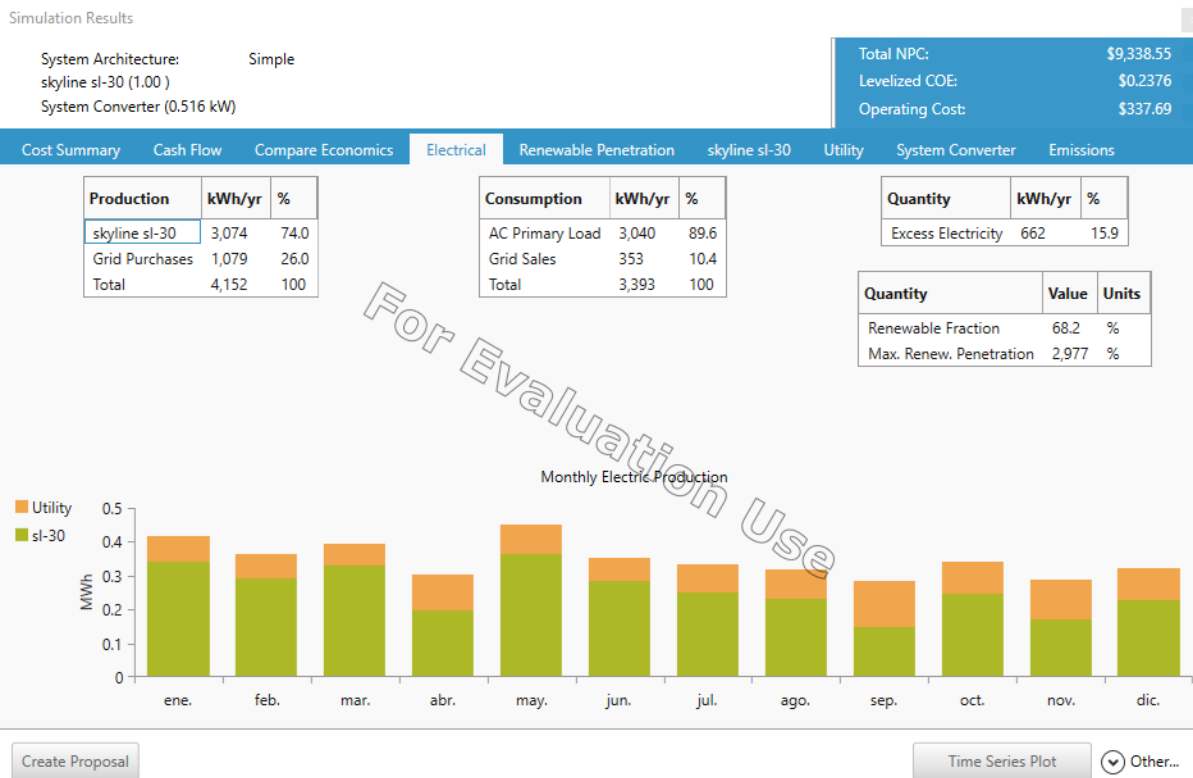 Simulation Results
System Architecture: Simple
skyline sl-30 (1.00 )
System Converter (0.516 kW)
Total NPC: $9,338.55
Levelized COE: $0.2376
Operating Cost: $337.69
Cost Summary Cash Flow Compare Economics Electrical Renewable Penetration skyline sl-30 Utility System Converter Emissions
Production kWh/yr %
skyline sl-30 3,074 74.0
Grid Purchases 1,079 26.0
Total 4,152 100
Consumption kWh/yr %
AC Primary Load 3,040 89.6
Grid Sales 353 10.4
Total 3,393 100
Quantity kWh/yr %
Excess Electricity 662 15.9
Quantity Value Units
Renewable Fraction 68.2 %
Max. Renew. Penetration 2,977 %
For Evaluation Use
Monthly Electric Production
Utility
sl-30
MWh
0.5
0.4
0.3
0.2
0.1
0
ene. feb. mar. abr. may. jun. jul. ago. sep. oct. nov. dic.
Create Proposal Time Series Plot Other...